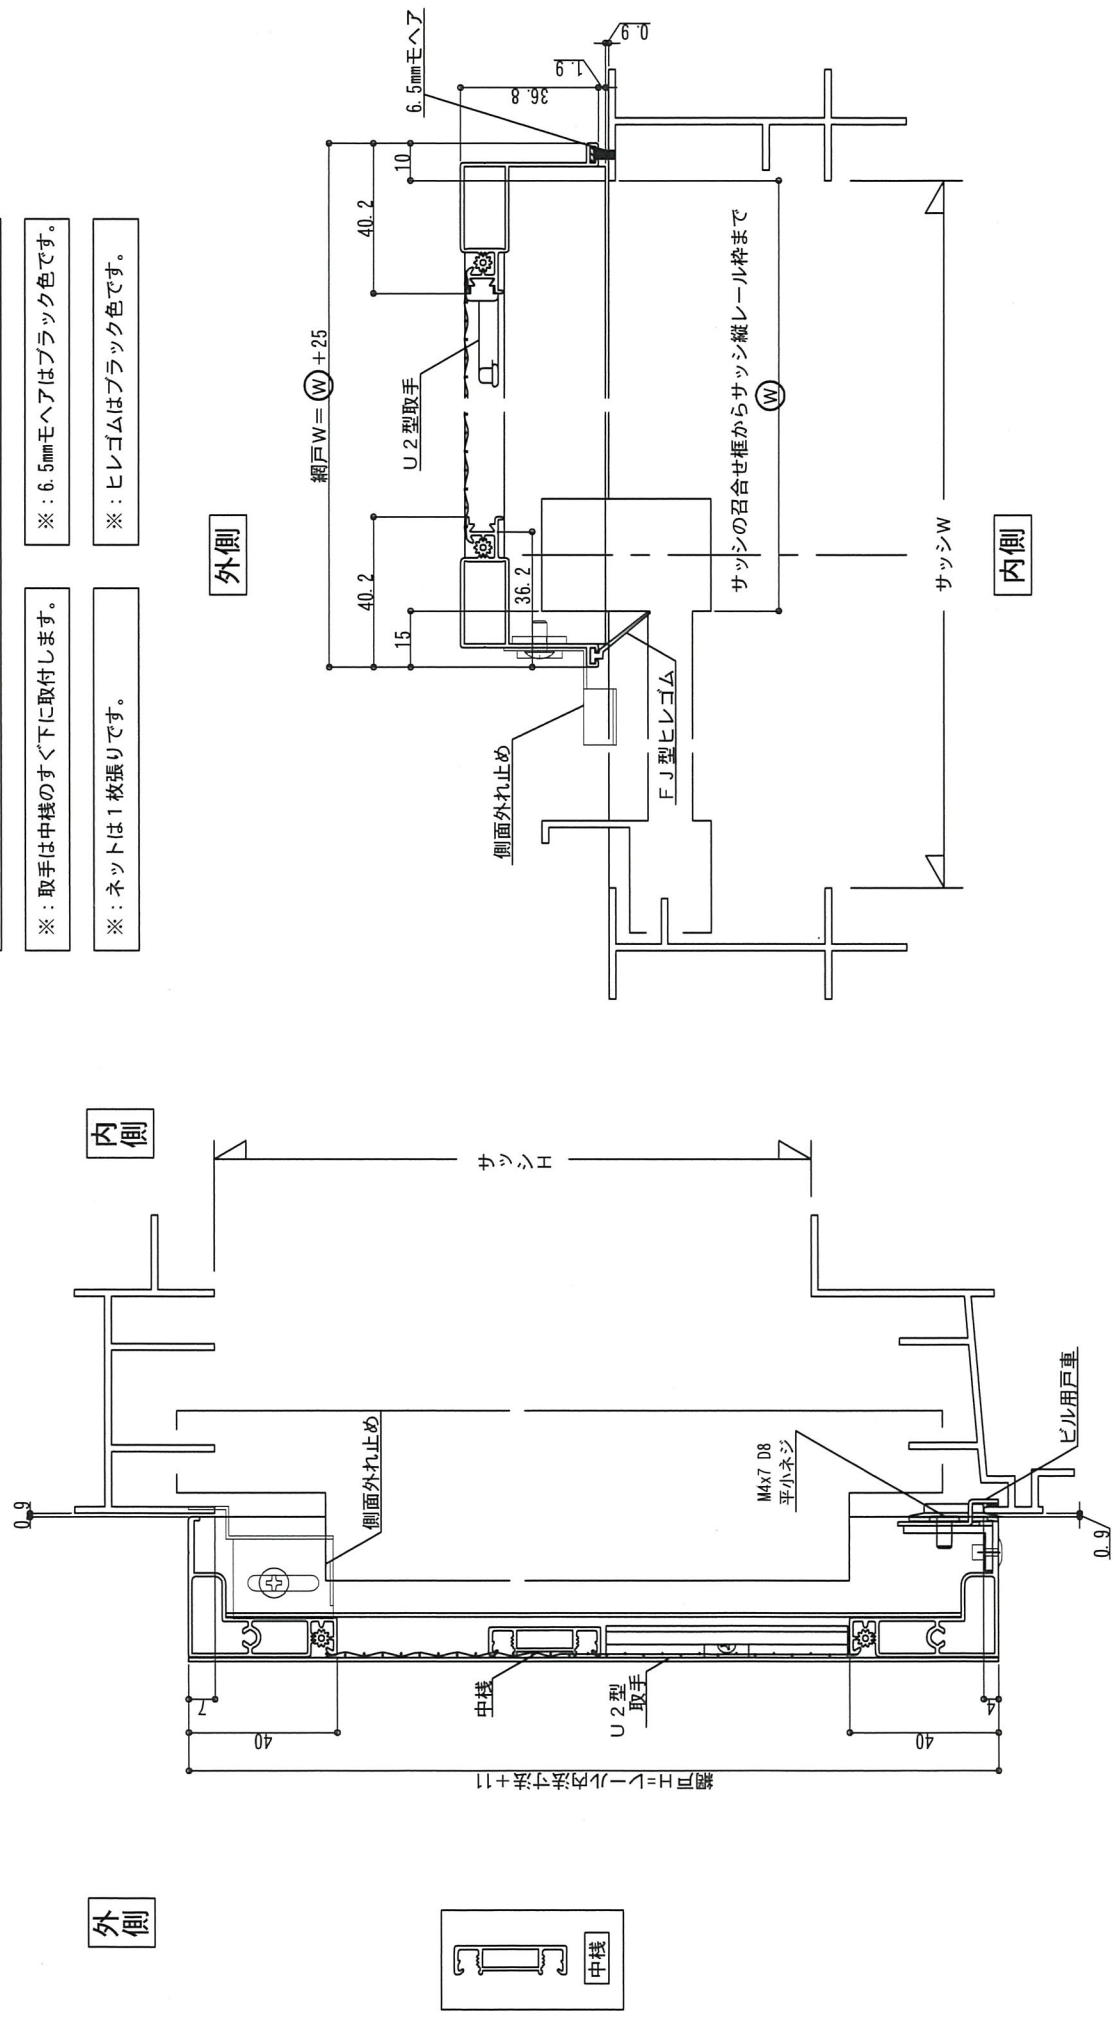 ※：取手は中桟のすぐ下に取付します。
※：6.5mmモヘアはブラック色です。
※：ネットは1枚張りです。
※：ヒレゴムはブラック色です。
外側
内側
外側
内側
網戸W=Ⓦ+25
40.2
15
36.2
40.2
10
36.8
1.9
0.9
6.5mmモヘア
U2型取手
側面外れ止め
FJ型ヒレゴム
サッシの召合せ框からサッシ縦レール枠まで
Ⓦ
サッシW
0.9
サッシH
側面外れ止め
M4x7 D8
平小ネジ
ビル用戸車
0.9
中桟
U2型
取手
7
40
40
4
網戸H=レール内法寸法+11
中桟